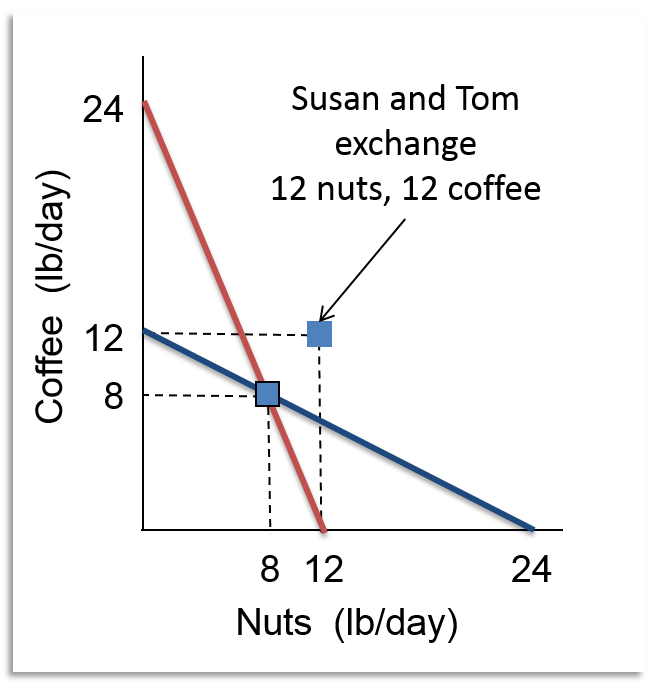 Susan and Tom
exchange
12 nuts, 12 coffee
24
12
8
Coffee (lb/day)
8 12 24
Nuts (lb/day)